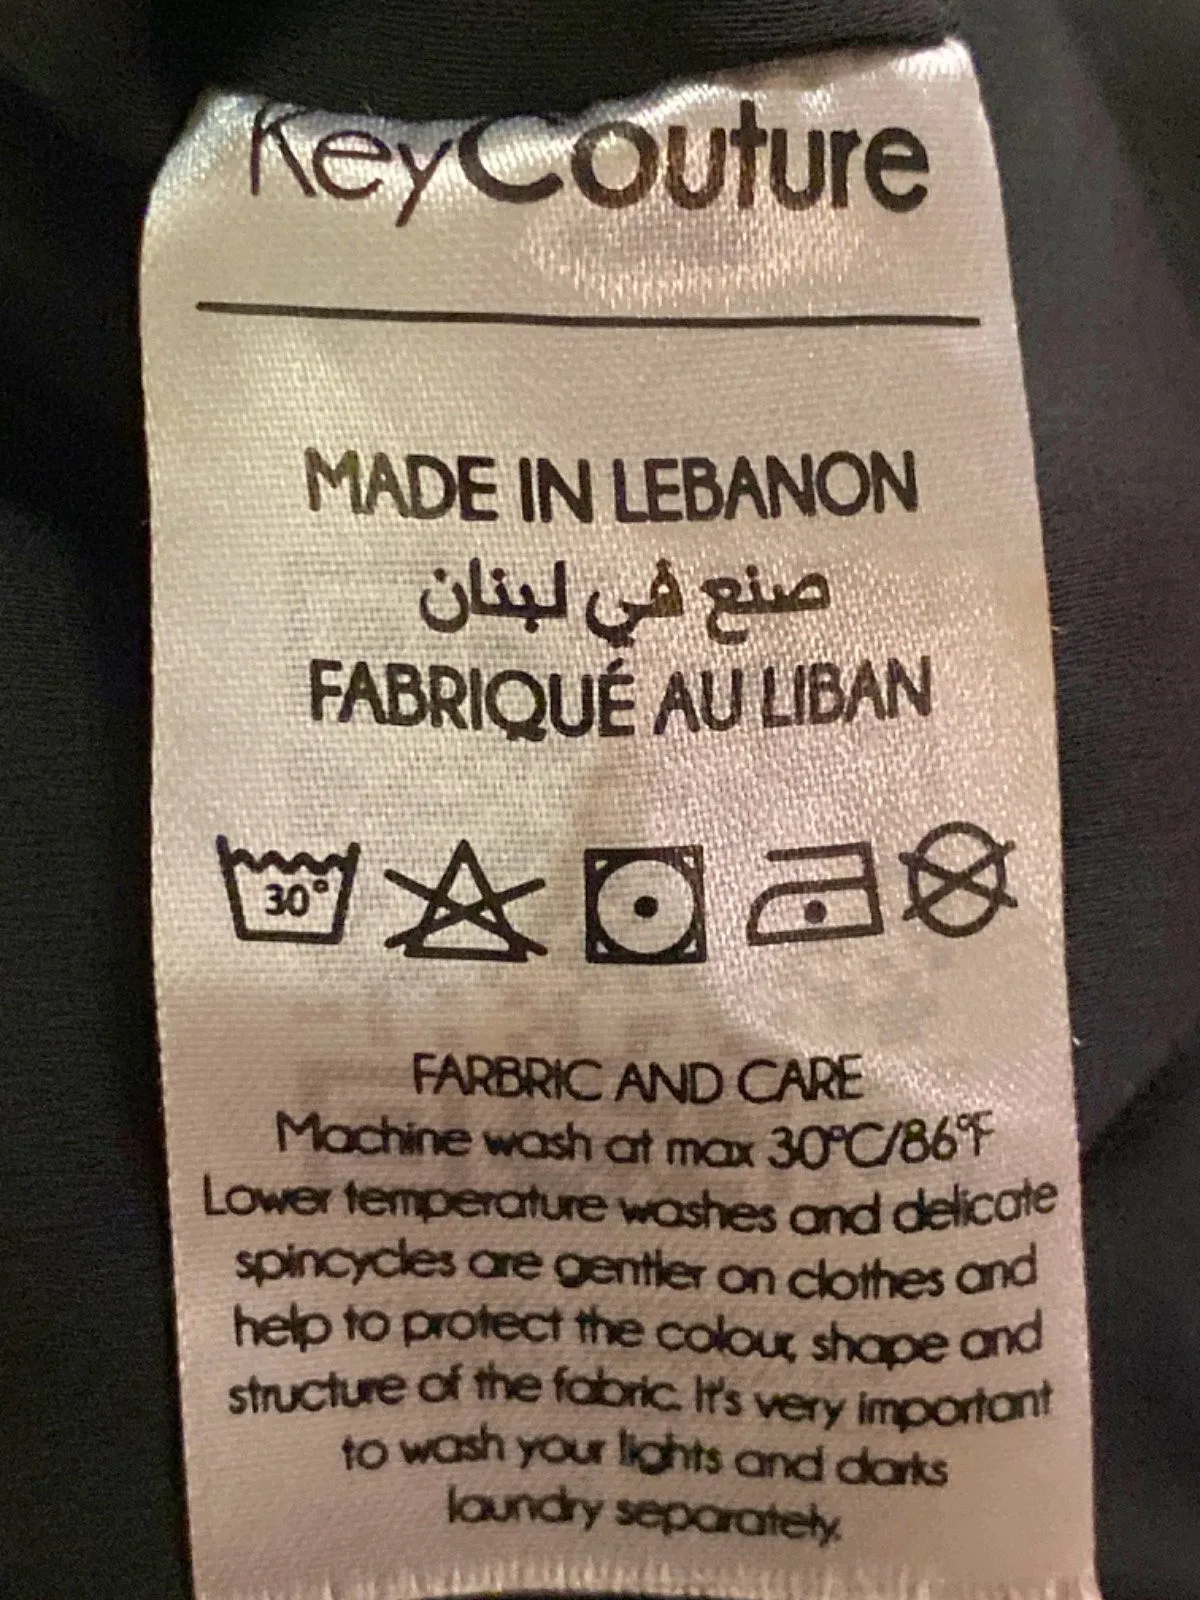 KeyCouture
MADE IN LEBANON
صنع في لبنان
FABRIQUÉ AU LIBAN
30°
FARBRIC AND CARE
Machine wash at max 30°C/86°F
Lower temperature washes and delicate
spincycles are gentler on clothes and
help to protect the colour, shape and
structure of the fabric. It's very important
to wash your lights and darks
laundry separately.